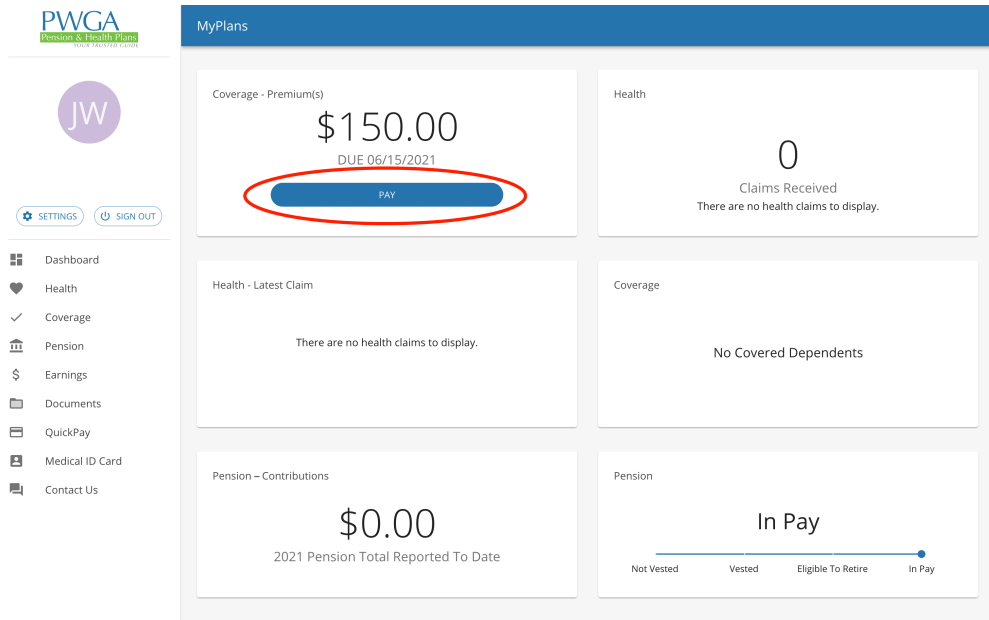 PWGA
Pension & Health Plans
YOUR TRUSTED GUIDE
JW
SETTINGS
SIGN OUT
Dashboard
Health
Coverage
Pension
Earnings
Documents
QuickPay
Medical ID Card
Contact Us
MyPlans
Coverage - Premium(s)
$150.00
DUE 06/15/2021
PAY
Health
0
Claims Received
There are no health claims to display.
Health - Latest Claim
There are no health claims to display.
Coverage
No Covered Dependents
Pension – Contributions
$0.00
2021 Pension Total Reported To Date
Pension
In Pay
Not Vested Vested Eligible To Retire In Pay